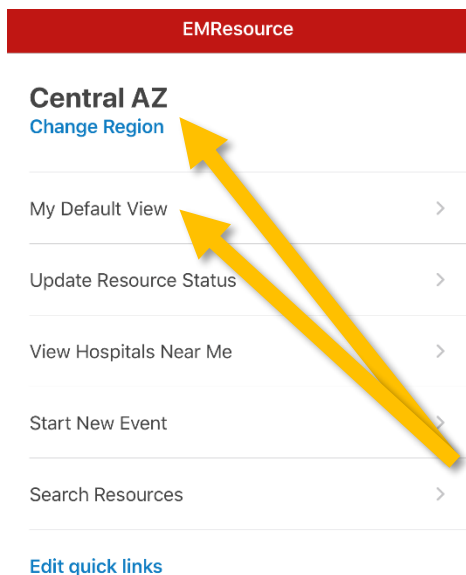 EMResource
Central AZ
Change Region
My Default View
Update Resource Status
View Hospitals Near Me
Start New Event
Search Resources
Edit quick links